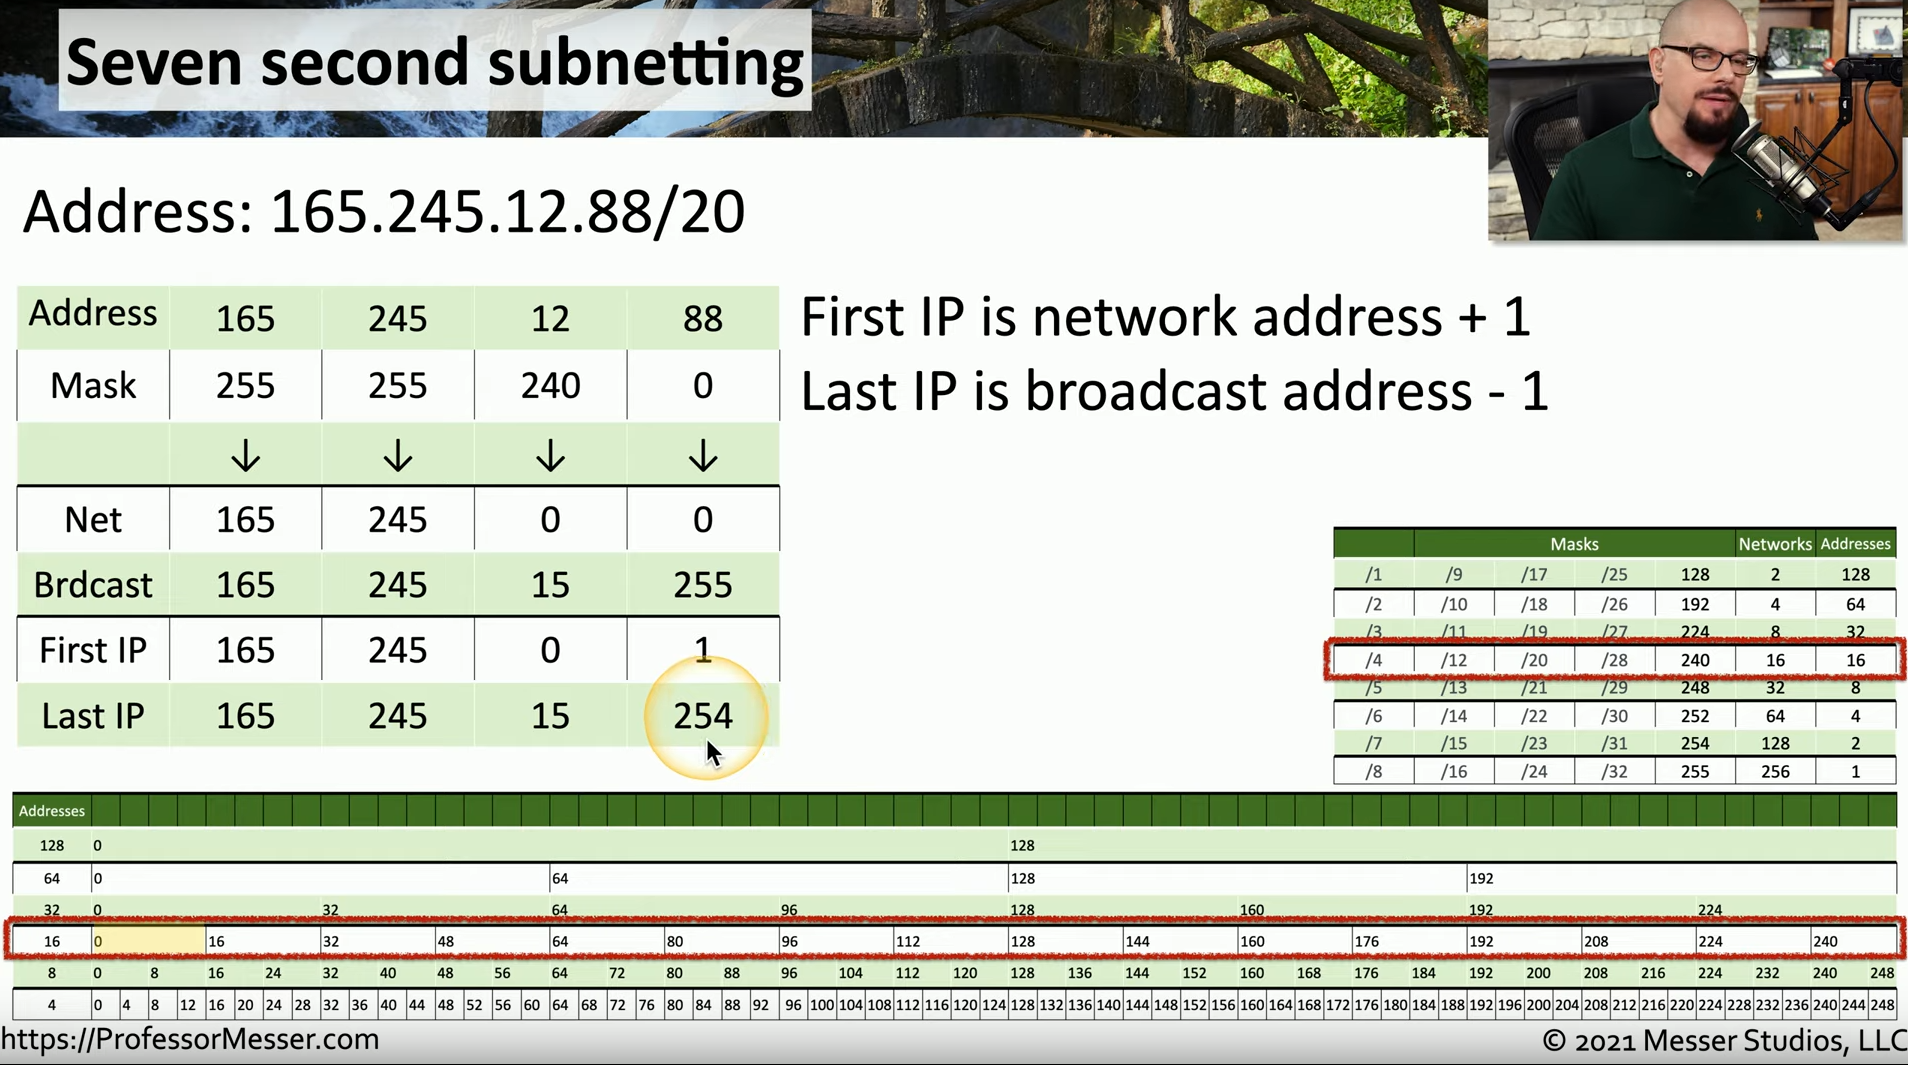 Seven second subnetting
Address: 165.245.12.88/20
Address 165 245 12 88
Mask 255 255 240 0
↓ ↓ ↓ ↓
Net 165 245 0 0
Brdcast 165 245 15 255
First IP 165 245 0 1
Last IP 165 245 15 254
First IP is network address + 1
Last IP is broadcast address - 1
Masks Networks Addresses
/1 /9 /17 /25 128 2 128
/2 /10 /18 /26 192 4 64
/3 /11 /19 /27 224 8 32
/4 /12 /20 /28 240 16 16
/5 /13 /21 /29 248 32 8
/6 /14 /22 /30 252 64 4
/7 /15 /23 /31 254 128 2
/8 /16 /24 /32 255 256 1
Addresses
128 0 128
64 0 64 128 192
32 0 32 64 96 128 160 192 224
16 0 16 32 48 64 80 96 112 128 144 160 176 192 208 224 240
8 0 8 16 24 32 40 48 56 64 72 80 88 96 104 112 120 128 136 144 152 160 168 176 184 192 200 208 216 224 232 240 248
4 0 4 8 12 16 20 24 28 32 36 40 44 48 52 56 60 64 68 72 76 80 84 88 92 96 100 104 108 112 116 120 124 128 132 136 140 144 148 152 156 160 164 168 172 176 180 184 188 192 196 200 204 208 212 216 220 224 228 232 236 240 244 248
https://ProfessorMesser.com
© 2021 Messer Studios, LLC